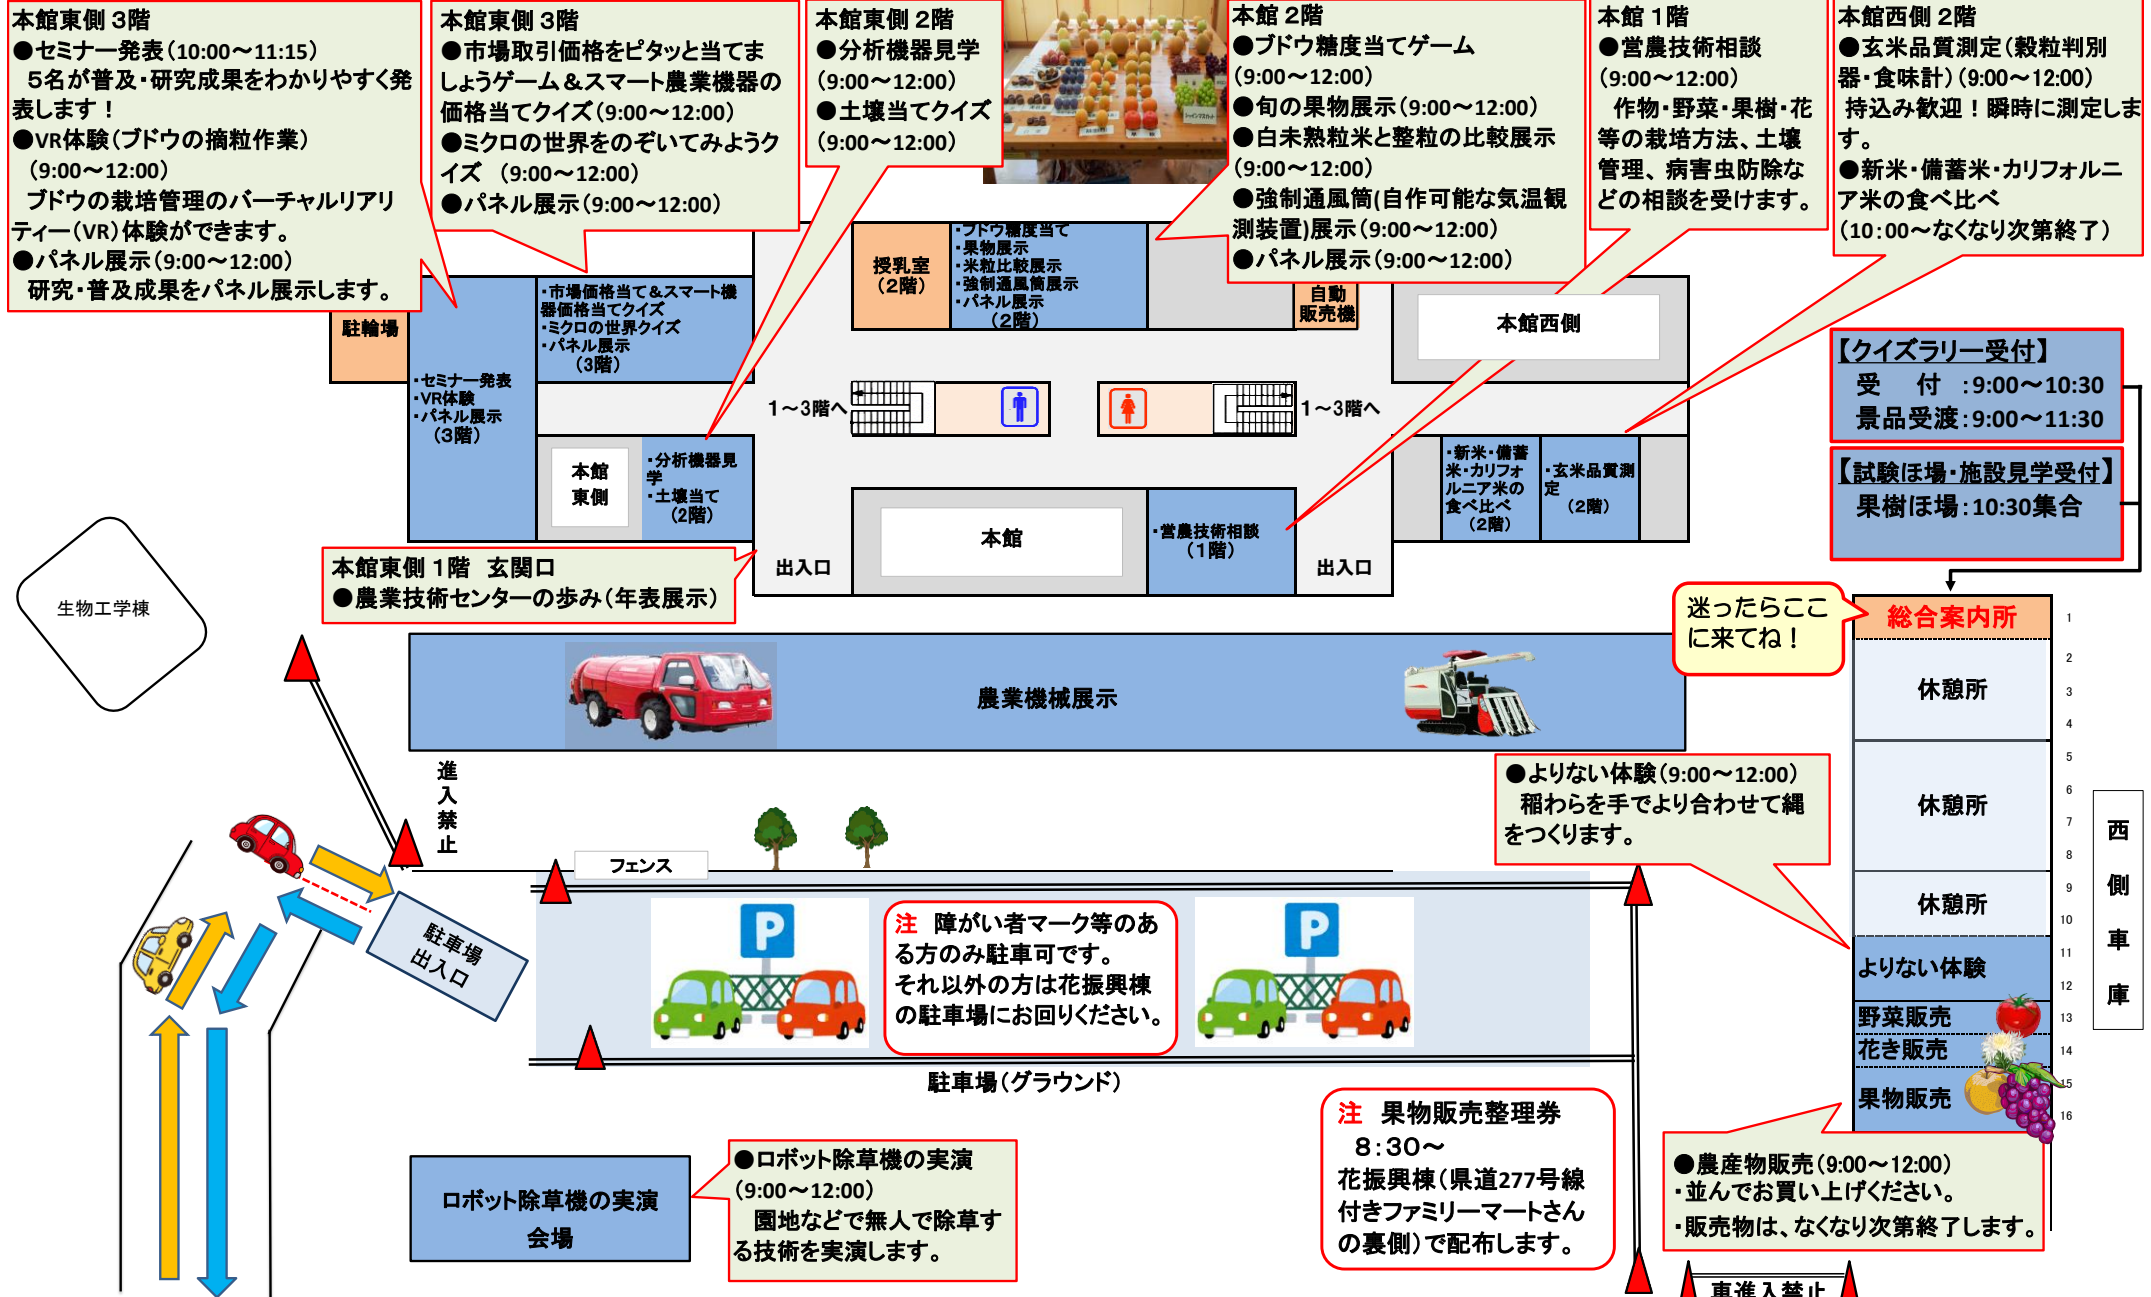 本館東側3階
●セミナー発表(10:00～11:15)
5名が普及・研究成果をわかりやすく発
表します！
●VR体験(ブドウの摘粒作業)
(9:00～12:00)
ブドウの栽培管理のバーチャルリアリ
ティー(VR)体験ができます。
●パネル展示(9:00～12:00)
研究・普及成果をパネル展示します。
本館東側3階
●市場取引価格をピタッと当てま
しょうゲーム＆スマート農業機器の
価格当てクイズ(9:00～12:00)
●ミクロの世界をのぞいてみようク
イズ (9:00～12:00)
●パネル展示(9:00～12:00)
本館東側2階
●分析機器見学
(9:00～12:00)
●土壌当てクイズ
(9:00～12:00)
本館2階
●ブドウ糖度当てゲーム
(9:00～12:00)
●旬の果物展示(9:00～12:00)
●白未熟粒米と整粒の比較展示
(9:00～12:00)
●強制通風筒(自作可能な気温観
測装置)展示(9:00～12:00)
●パネル展示(9:00～12:00)
本館1階
●営農技術相談
(9:00～12:00)
作物・野菜・果樹・花
等の栽培方法、土壌
管理、病害虫防除な
どの相談を受けます。
本館西側2階
●玄米品質測定(穀粒判別
器・食味計)(9:00～12:00)
持込み歓迎！瞬時に測定しま
す。
●新米・備蓄米・カリフォルニ
ア米の食べ比べ
(10:00～なくなり次第終了)
駐輪場
・セミナー発表
・VR体験
・パネル展示
(3階)
・市場価格当て＆スマート機
器価格当てクイズ
・ミクロの世界クイズ
・パネル展示
(3階)
授乳室
(2階)
・ブドウ糖度当て
・果物展示
・米粒比較展示
・強制通風筒展示
・パネル展示
(2階)
自動
販売機
本館西側
1～3階へ
1～3階へ
本館
東側
・分析機器見
学
・土壌当て
(2階)
本館
・営農技術相談
(1階)
出入口
出入口
・新米・備蓄
米・カリフォ
ルニア米の
食べ比べ
(2階)
・玄米品質測
定
(2階)
【クイズラリー受付】
受 付 :9:00～10:30
景品受渡:9:00～11:30
【試験ほ場・施設見学受付】
果樹ほ場:10:30集合
本館東側1階 玄関口
●農業技術センターの歩み(年表展示)
生物工学棟
迷ったらここ
に来てね！
農業機械展示
総合案内所
休憩所
休憩所
休憩所
よりない体験
野菜販売
花き販売
果物販売
1
2
3
4
5
6
7
8
9
10
11
12
13
14
15
16
西側車庫
進入禁止
フェンス
●よりない体験(9:00～12:00)
稲わらを手でより合わせて縄
をつくります。
駐車場
出入口
P
注 障がい者マーク等のあ
る方のみ駐車可です。
それ以外の方は花振興棟
の駐車場にお回りください。
P
駐車場(グラウンド)
注 果物販売整理券
8:30～
花振興棟(県道277号線
付きファミリーマートさん
の裏側)で配布します。
●農産物販売(9:00～12:00)
・並んでお買い上げください。
・販売物は、なくなり次第終了します。
ロボット除草機の実演
会場
●ロボット除草機の実演
(9:00～12:00)
園地などで無人で除草す
る技術を実演します。
車進入禁止